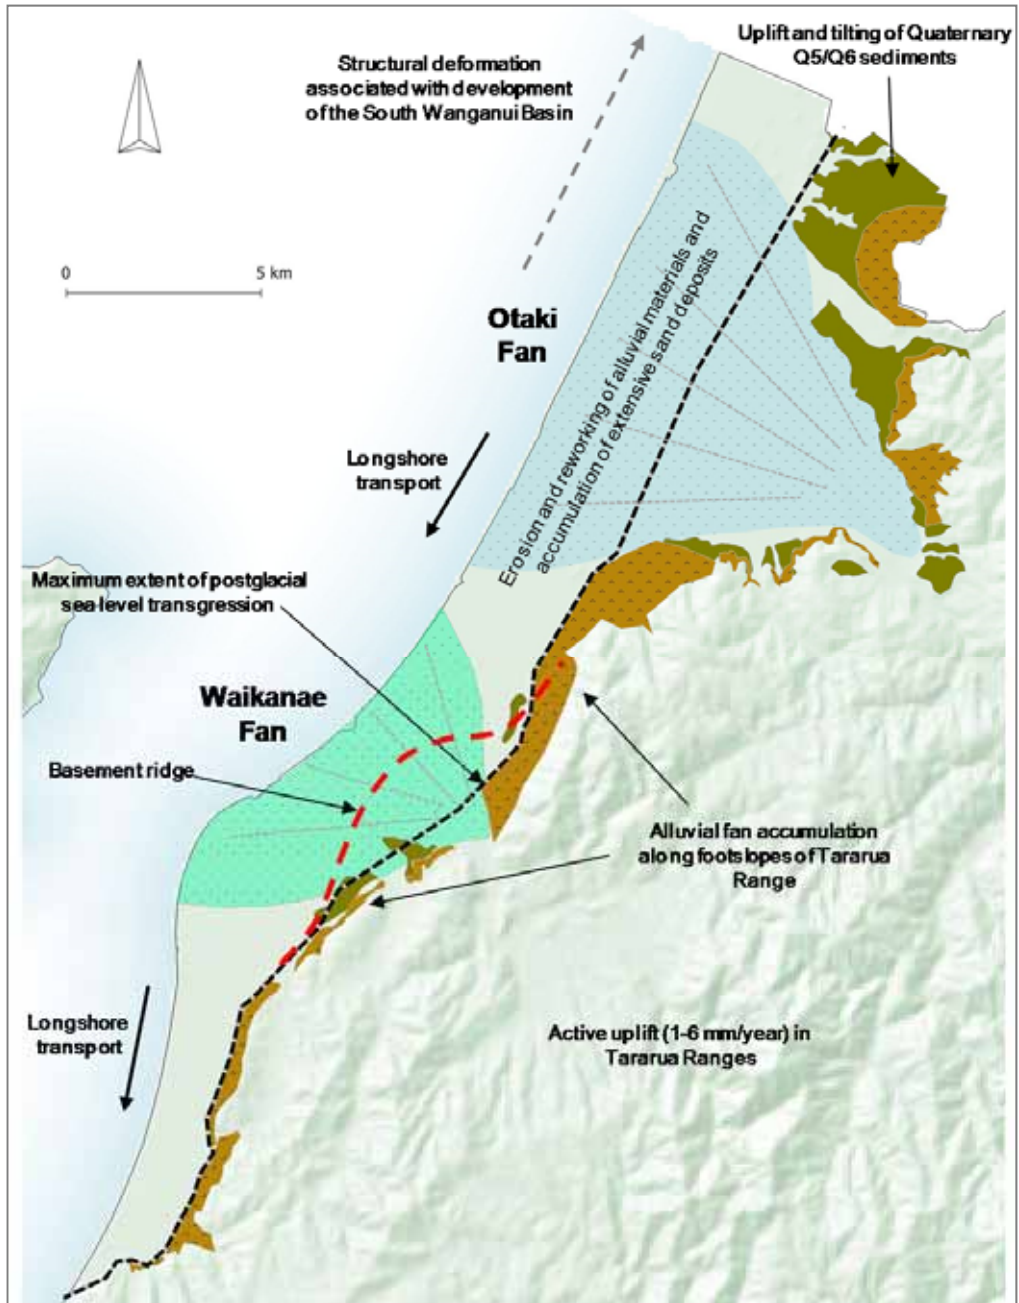 Uplift and tilting of Quaternary
Q5/Q6 sediments
Structural deformation
associated with development
of the South Wanganui Basin
0
5 km
Otaki
Fan
Erosion and reworking of alluvial materials and
accumulation of extensive sand deposits
Longshore
transport
Maximum extent of postglacial
sea level transgression
Waikanae
Fan
Basement ridge
Alluvial fan accumulation
along footslopes of Tararua
Range
Longshore
transport
Active uplift (1-6 mm/year) in
Tararua Ranges